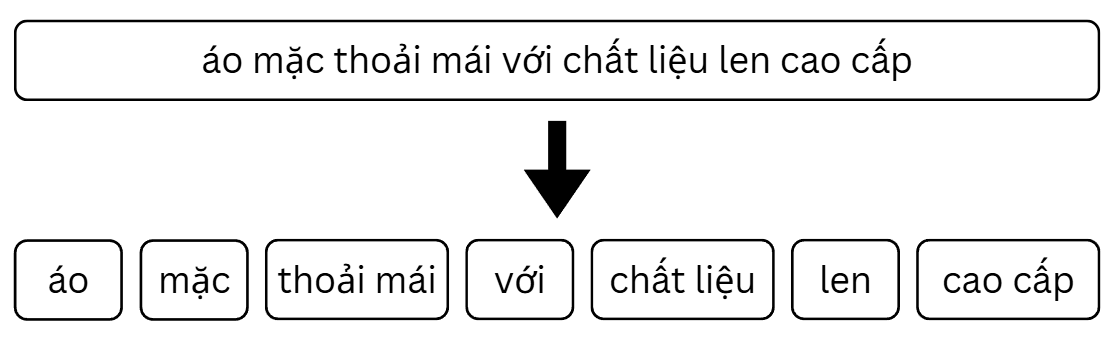 áo mặc thoải mái với chất liệu len cao cấp
áo mặc thoải mái với chất liệu len cao cấp